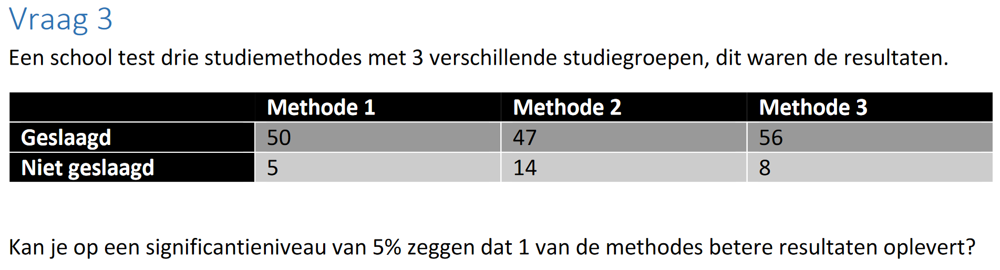 Vraag 3
Een school test drie studiemethodes met 3 verschillende studiegroepen, dit waren de resultaten.
Methode 1 Methode 2 Methode 3
Geslaagd 50 47 56
Niet geslaagd 5 14 8
Kan je op een significantieniveau van 5% zeggen dat 1 van de methodes betere resultaten oplevert?